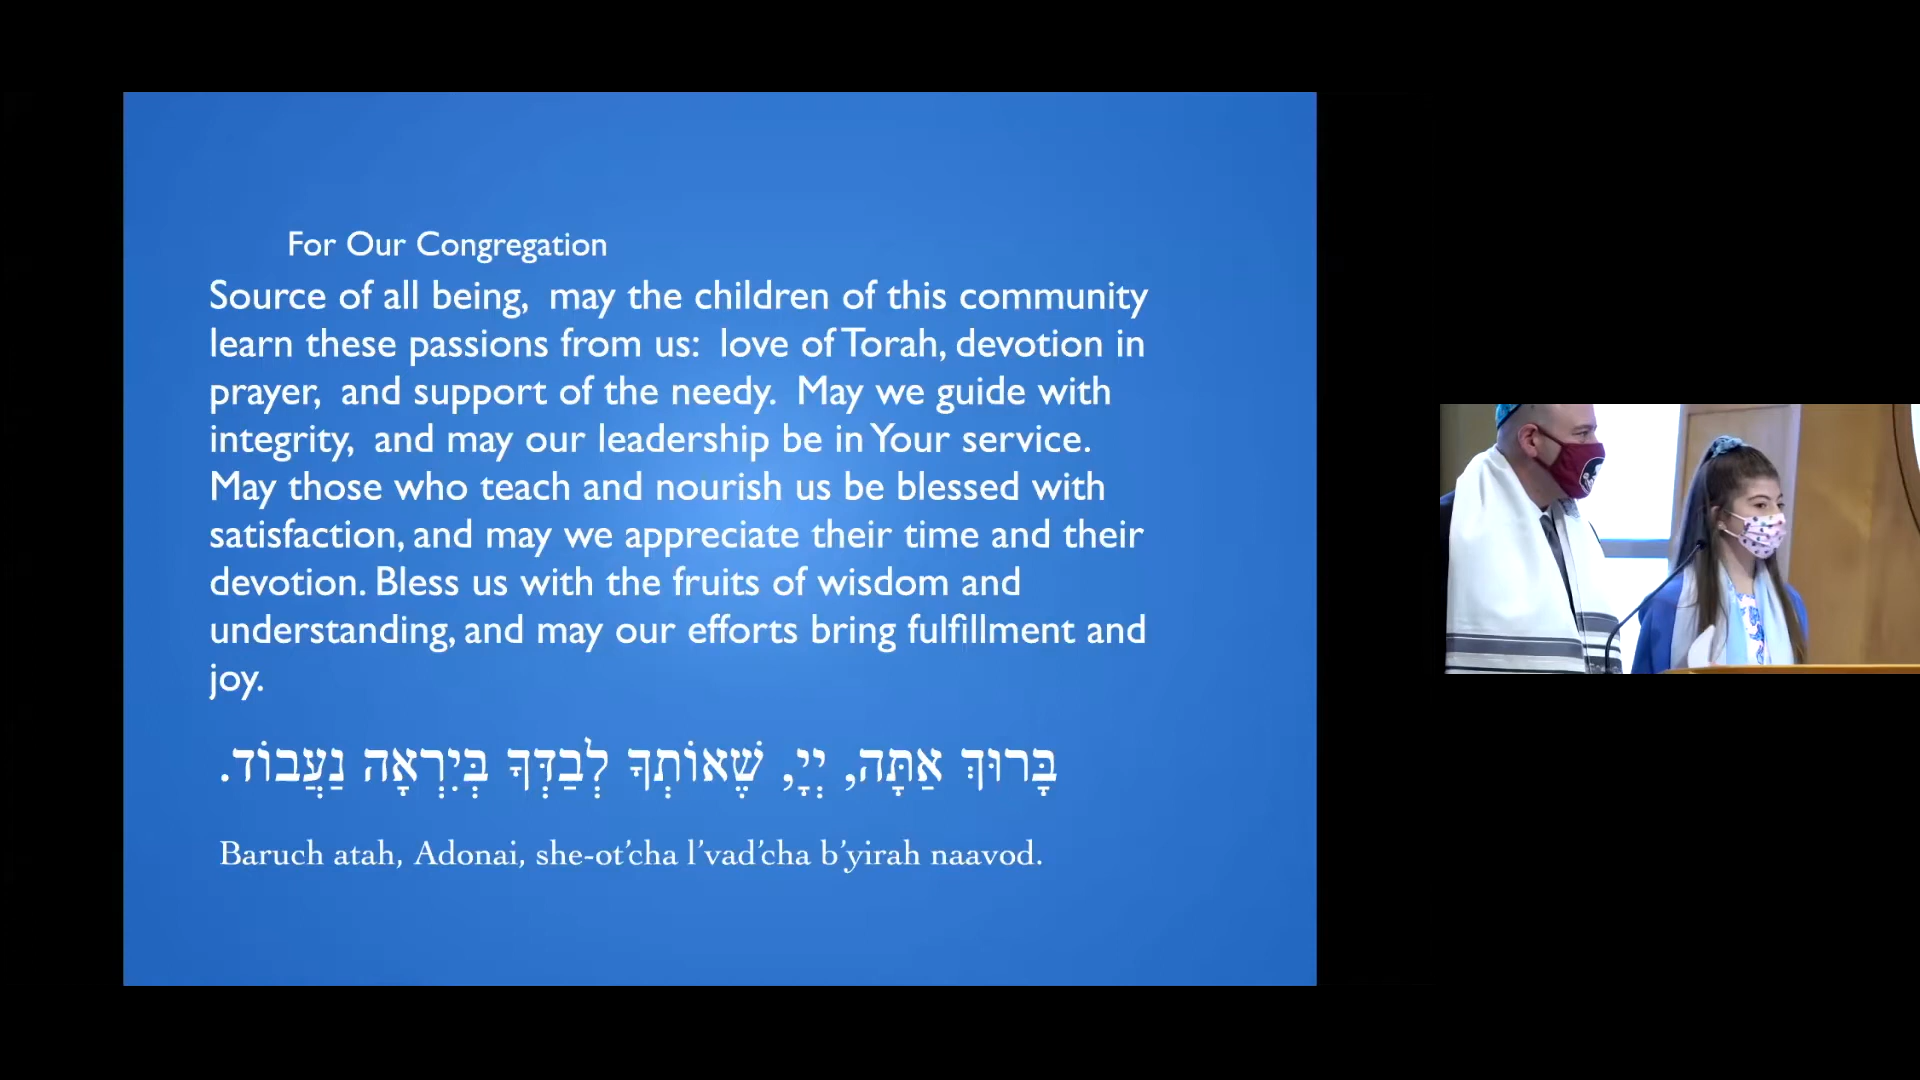 For Our Congregation
Source of all being,  may the children of this community
learn these passions from us:  love of Torah, devotion in
prayer,  and support of the needy.  May we guide with
integrity,  and may our leadership be in Your service.
May those who teach and nourish us be blessed with
satisfaction, and may we appreciate their time and their
devotion. Bless us with the fruits of wisdom and
understanding, and may our efforts bring fulfillment and
joy.
בָּרוּךְ אַתָּה, יְיָ, שֶׁאוֹתְךָ לְבַדְּךָ בְּיִרְאָה נַעֲבוֹד.
Baruch atah, Adonai, she-ot’cha l’vad’cha b’yirah naavod.